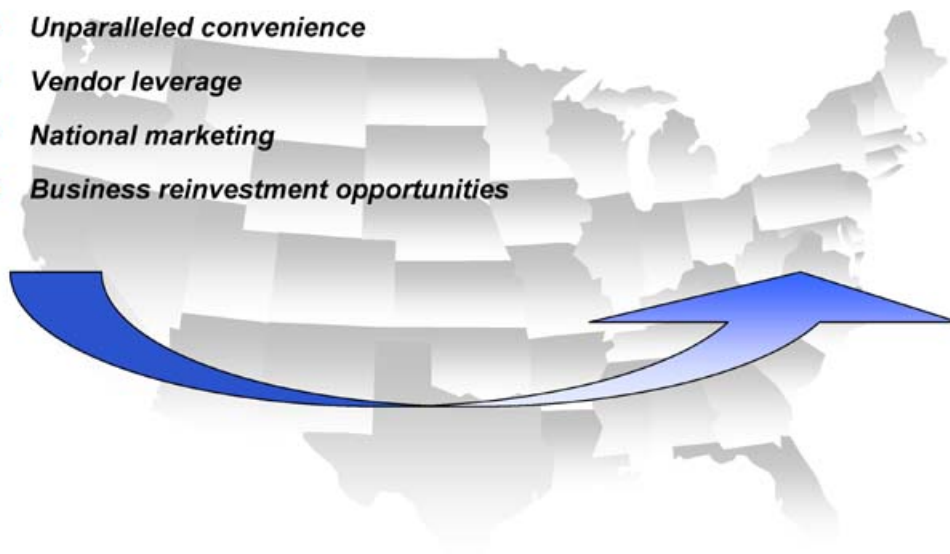 Unparalleled convenience
Vendor leverage
National marketing
Business reinvestment opportunities